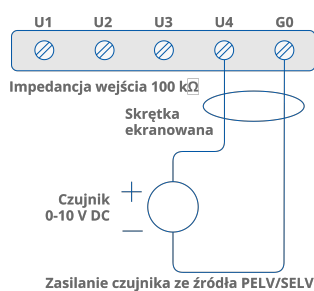 U1 U2 U3 U4 G0
Impedancja wejścia 100 kΩ
Skrętka
ekranowana
Czujnik
0-10 V DC
+
−
Zasilanie czujnika ze źródła PELV/SELV